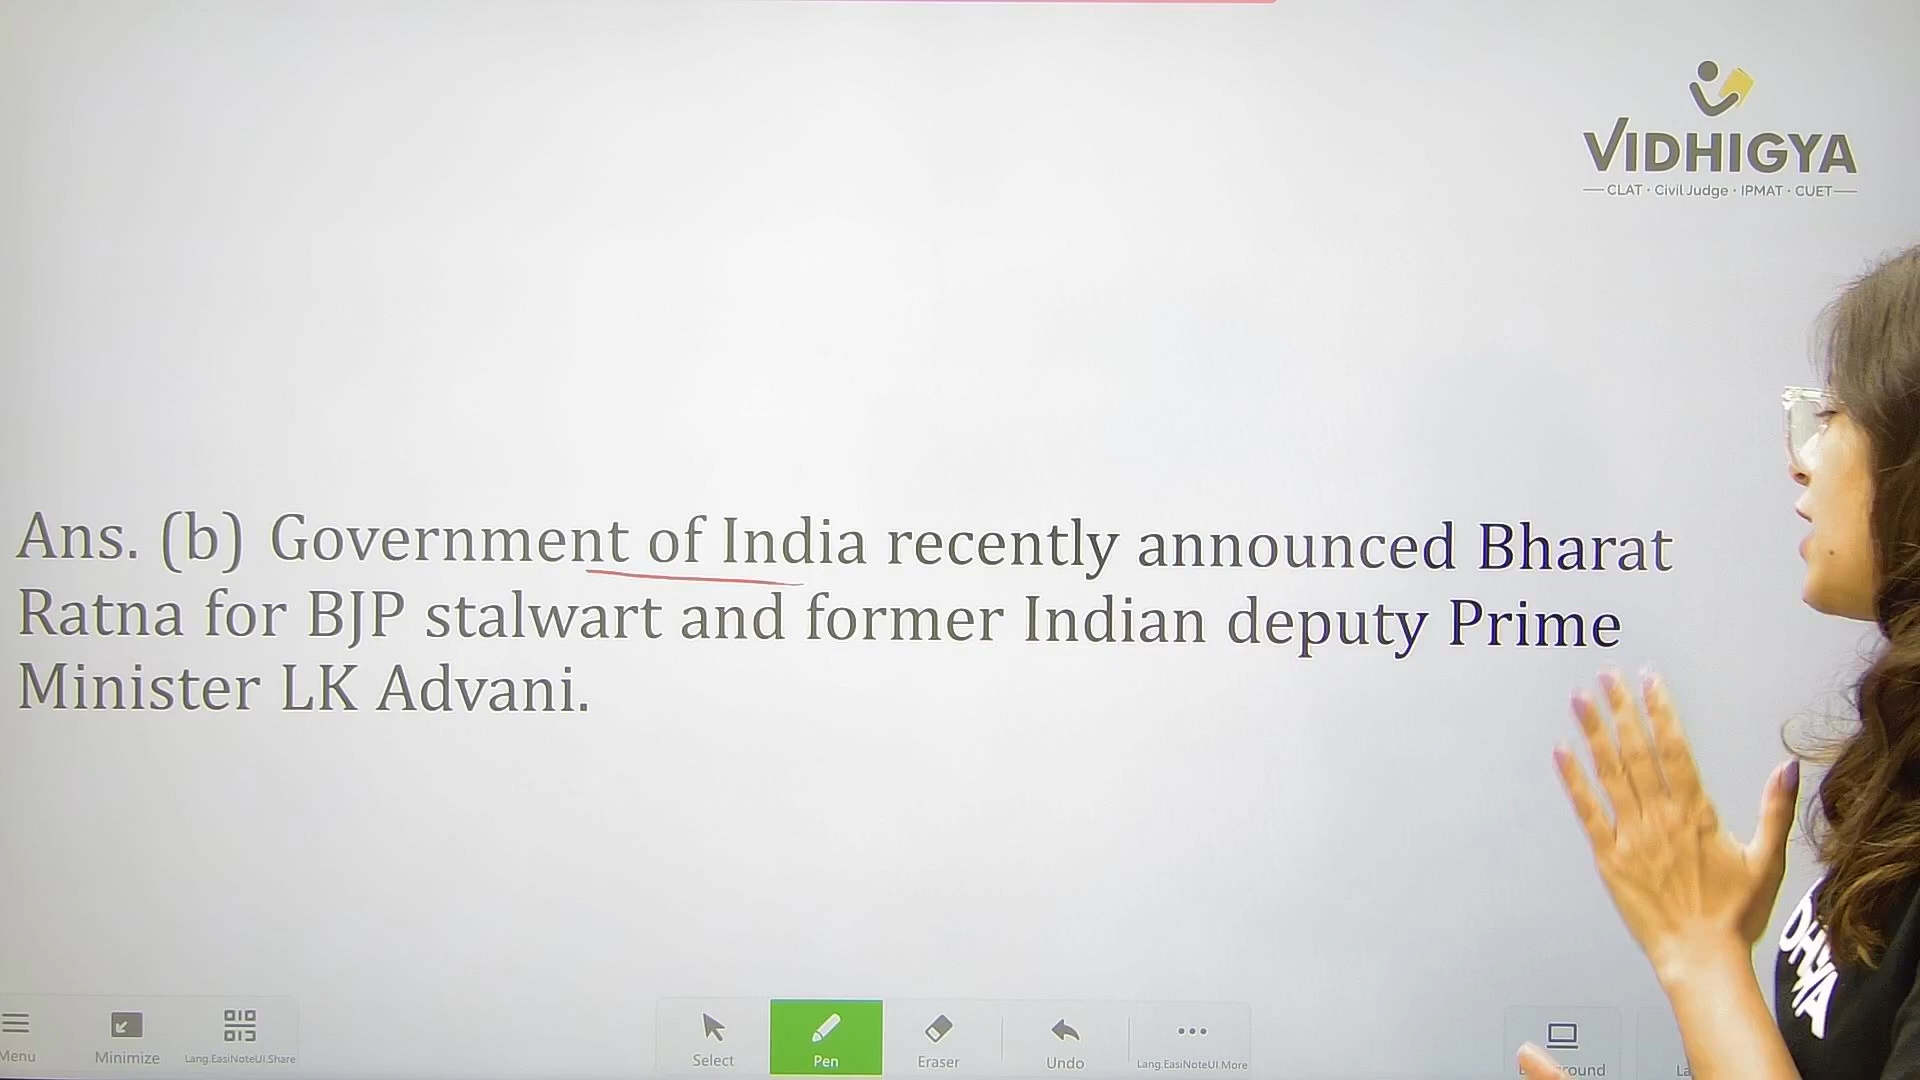 VIDHIGYA
CLAT · Civil Judge · IPMAT · CUET
Ans. (b) Government of India recently announced Bharat
Ratna for BJP stalwart and former Indian deputy Prime
Minister LK Advani.
Menu
Minimize
Lang.EasiNoteUI.Share
Select
Pen
Eraser
Undo
Lang.EasiNoteUI.More